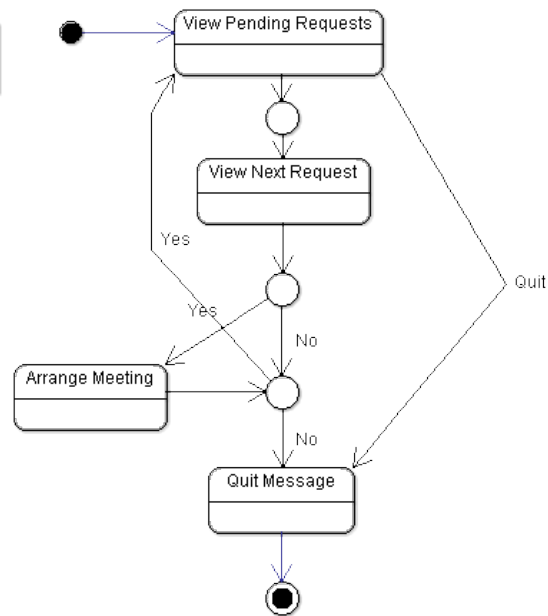 View Pending Requests
View Next Request
Yes
Quit
Yes
No
Arrange Meeting
No
Quit Message